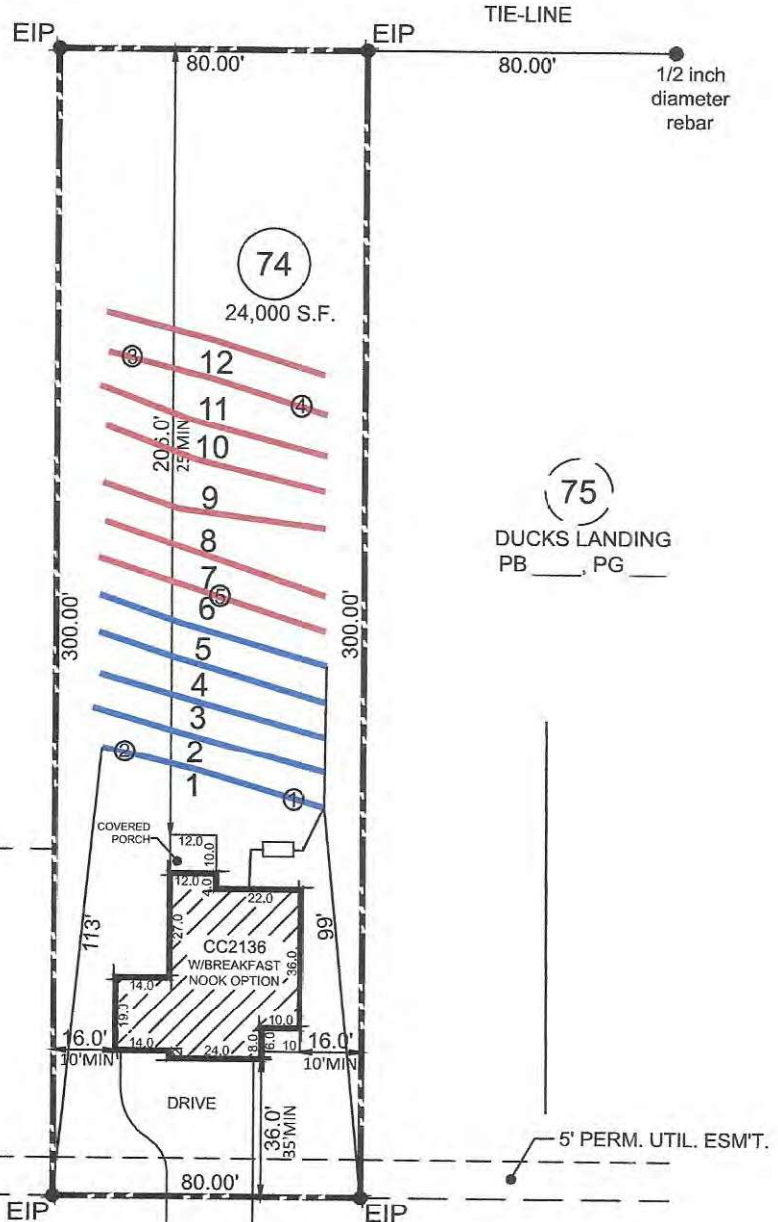 TIE-LINE
EIP
EIP
80.00'
80.00'
1/2 inch
diameter
rebar
74
24,000 S.F.
3
12
4
11
206.0'
25'MIN
10
9
75
8
DUCKS LANDING
PB ____, PG ____
7
5
6
300.00'
300.00'
5
4
3
2
2
1
1
COVERED
PORCH
12.0
10.0
12.0
4.0
22.0
27.0
113'
99'
CC2136
W/BREAKFAST
NOOK OPTION
36.0
14.0
19.0
10.0
16.0'
10'MIN
14.0
24.0
8.0
6.0
10
16.0'
10'MIN
DRIVE
36.0'
35'MIN
5' PERM. UTIL. ESM'T.
80.00'
EIP
EIP